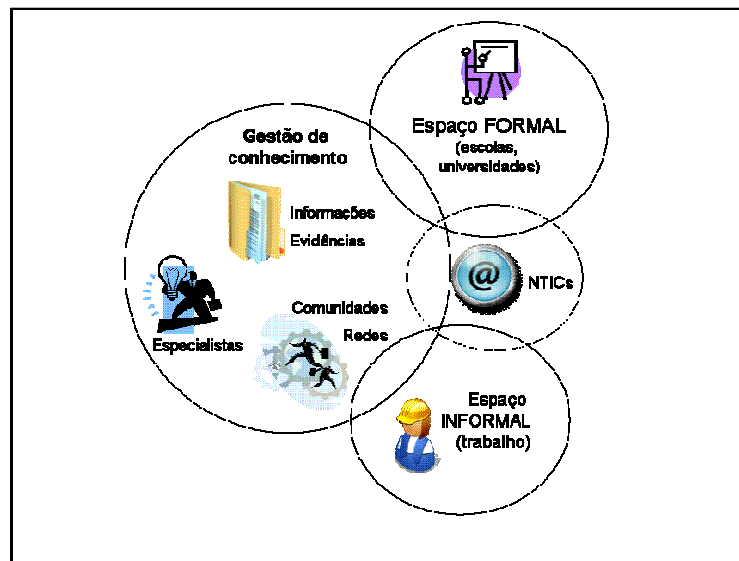 Gestão de
conhecimento
Informações
Evidências
Especialistas
Comunidades
Redes
Espaço FORMAL
(escolas,
universidades)
@
NTICs
Espaço
INFORMAL
(trabalho)